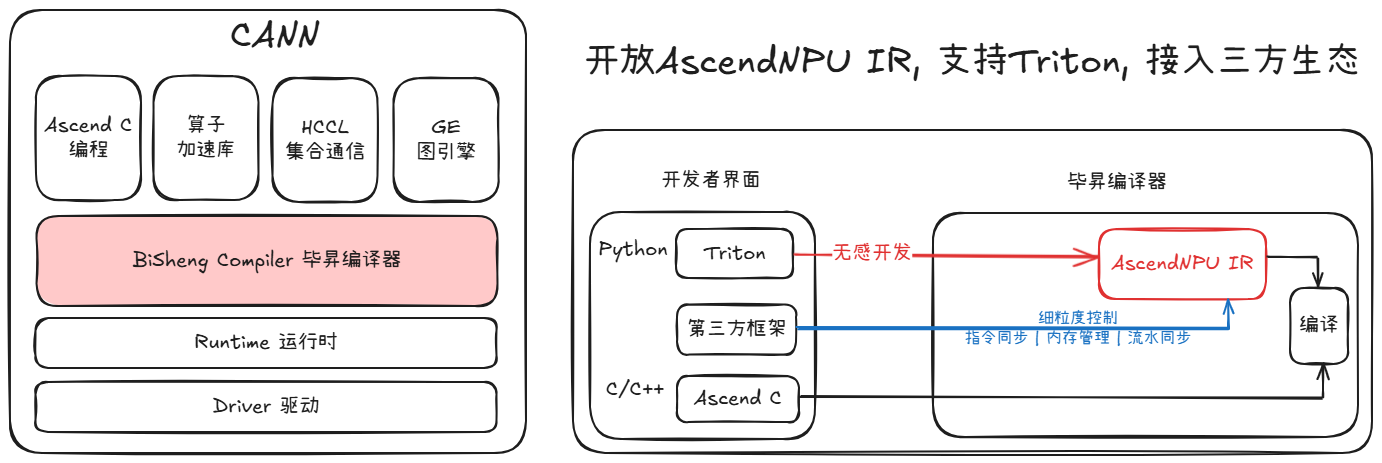 CANN
Ascend C
编程
算子
加速库
HCCL
集合通信
GE
图引擎
BiSheng Compiler 毕昇编译器
Runtime 运行时
Driver 驱动
开放AscendNPU IR, 支持Triton, 接入三方生态
开发者界面
毕昇编译器
Python
Triton
无感开发
AscendNPU IR
第三方框架
细粒度控制
指令同步 | 内存管理 | 流水同步
编译
C/C++
Ascend C